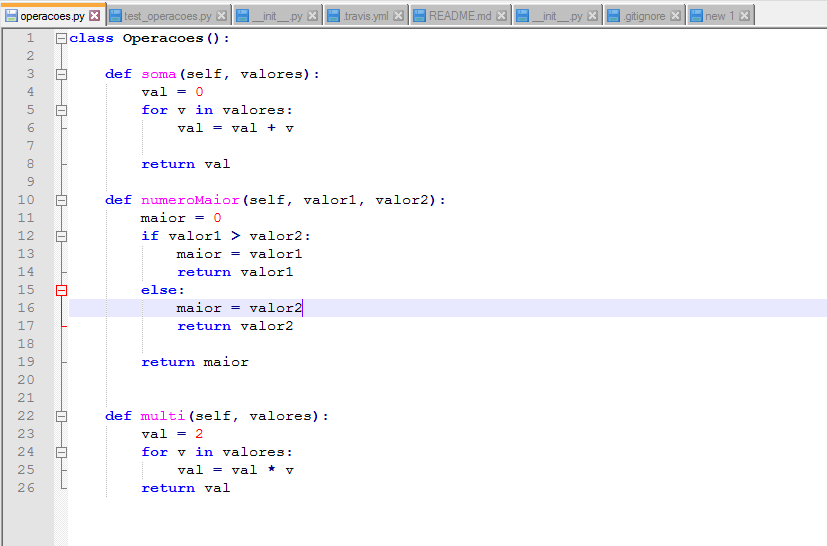 operacoes.py test_operacoes.py __init__.py .travis.yml README.md __init__.py .gitignore new 1
1 class Operacoes():
2
3     def soma(self, valores):
4         val = 0
5         for v in valores:
6             val = val + v
7
8         return val
9
10     def numeroMaior(self, valor1, valor2):
11         maior = 0
12         if valor1 > valor2:
13             maior = valor1
14             return valor1
15         else:
16             maior = valor2
17             return valor2
18
19         return maior
20
21
22     def multi(self, valores):
23         val = 2
24         for v in valores:
25             val = val * v
26         return val